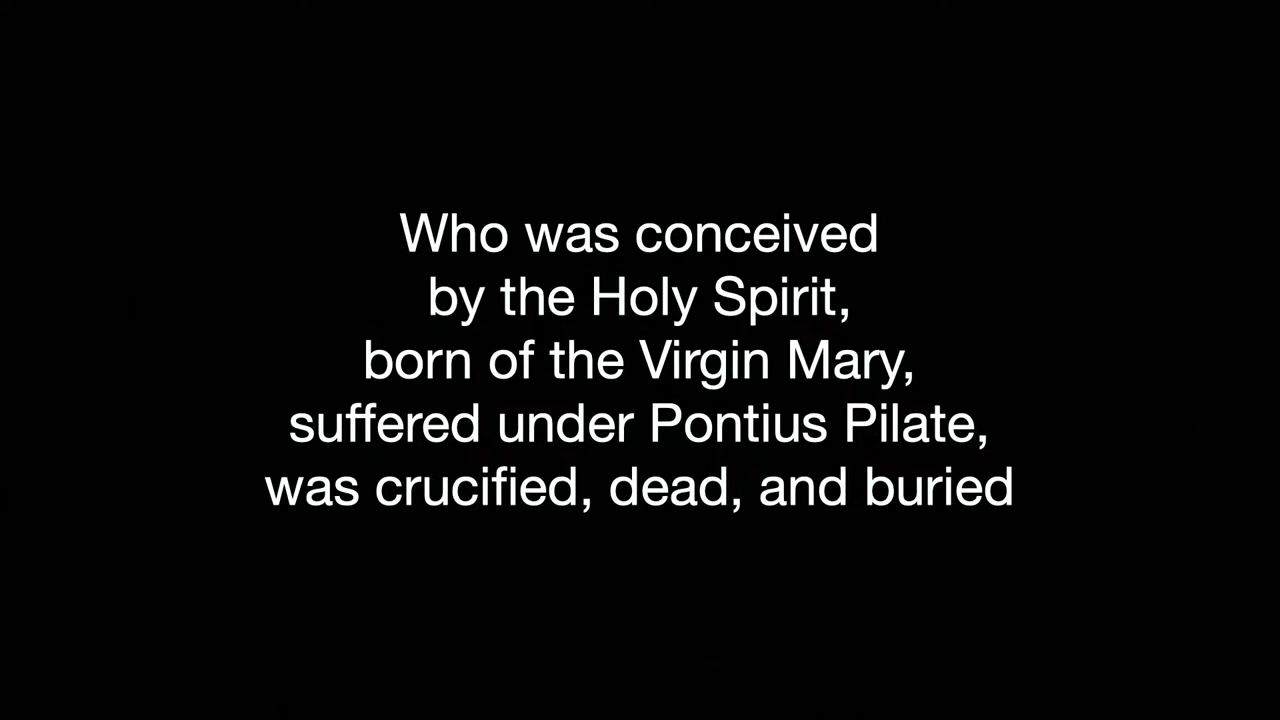 Who was conceived
by the Holy Spirit,
born of the Virgin Mary,
suffered under Pontius Pilate,
was crucified, dead, and buried